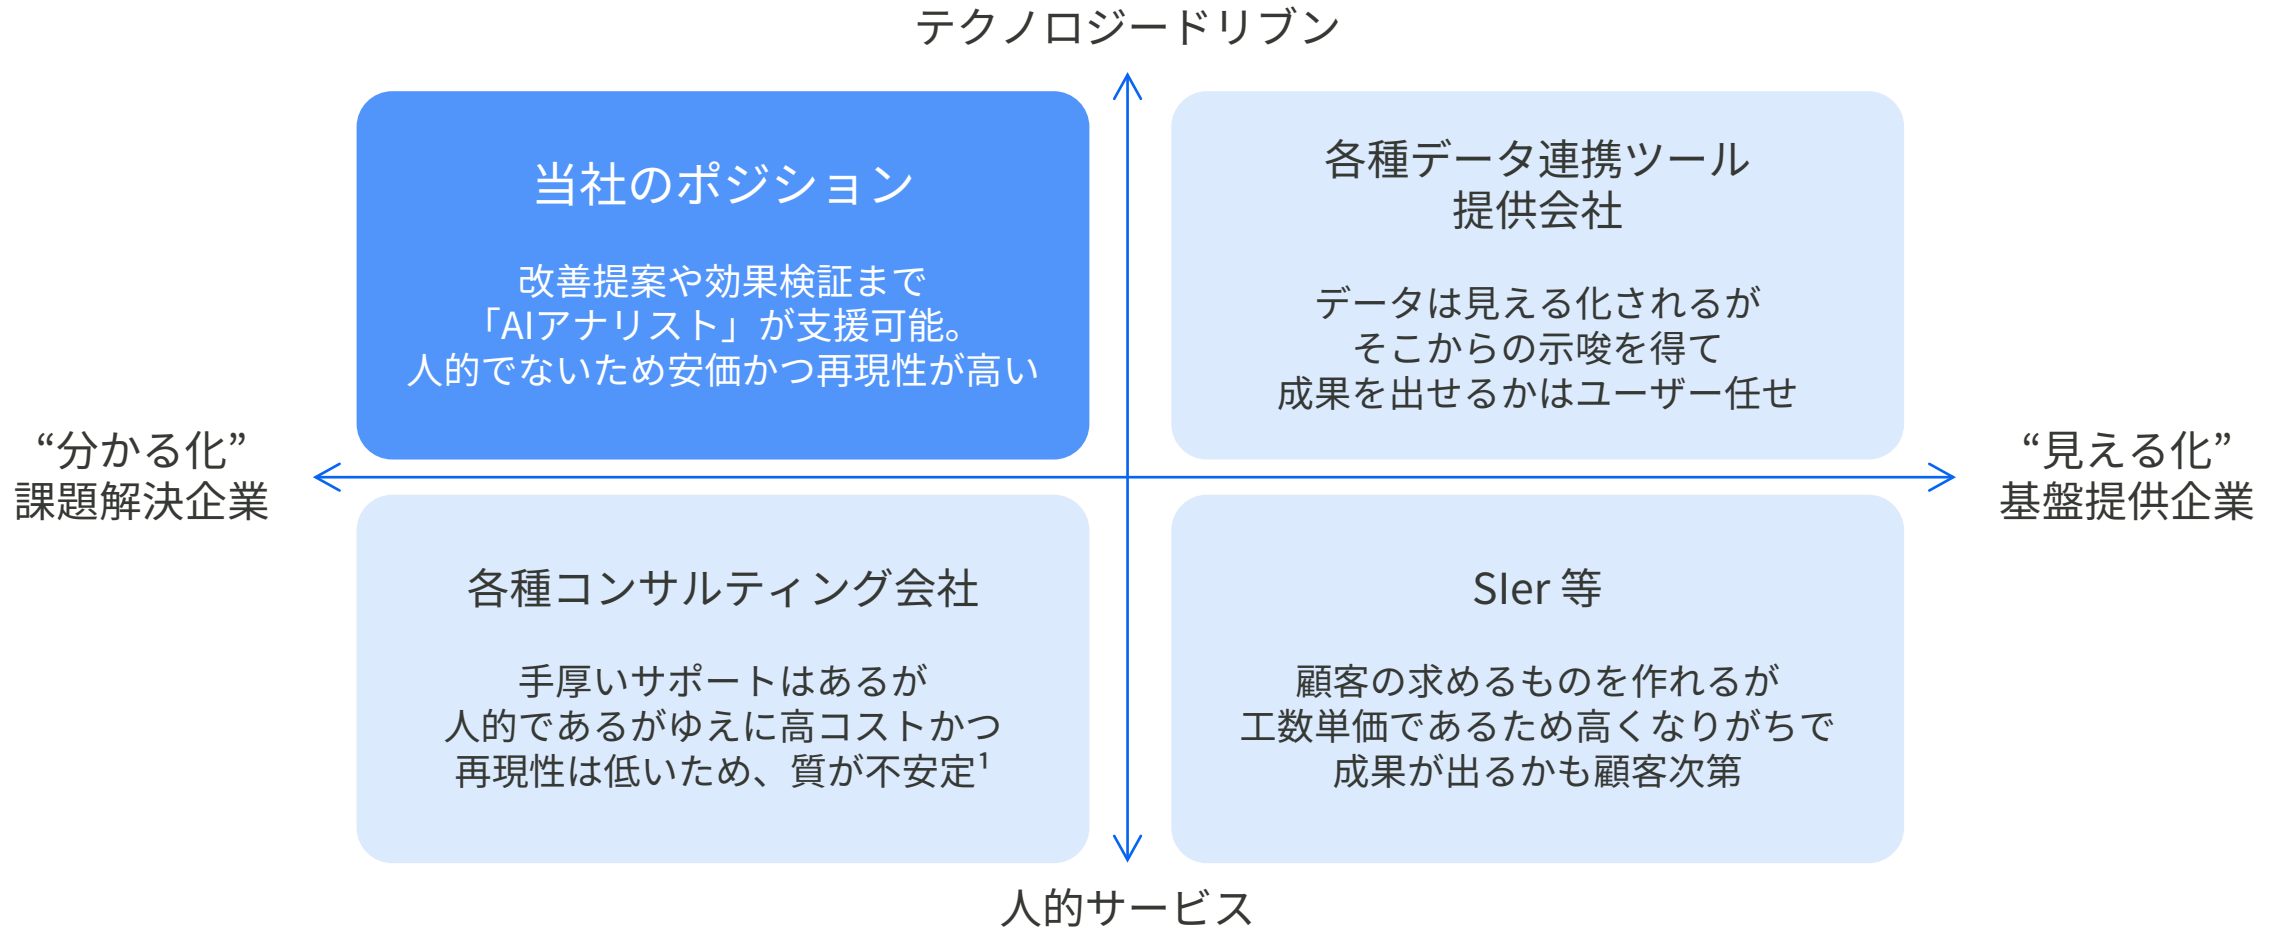 テクノロジードリブン
当社のポジション
改善提案や効果検証まで
「AIアナリスト」が支援可能。
人的でないため安価かつ再現性が高い
各種データ連携ツール
提供会社
データは見える化されるが
そこからの示唆を得て
成果を出せるかはユーザー任せ
“分かる化”
課題解決企業
“見える化”
基盤提供企業
各種コンサルティング会社
手厚いサポートはあるが
人的であるがゆえに高コストかつ
再現性は低いため、質が不安定¹
SIer 等
顧客の求めるものを作れるが
工数単価であるため高くなりがちで
成果が出るかも顧客次第
人的サービス